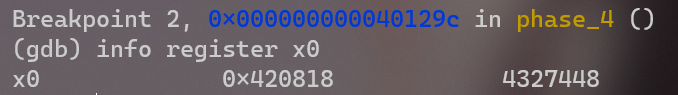 Breakpoint 2, 0x000000000040129c in phase_4 ()
(gdb) info register x0
x0             0x420818            4327448